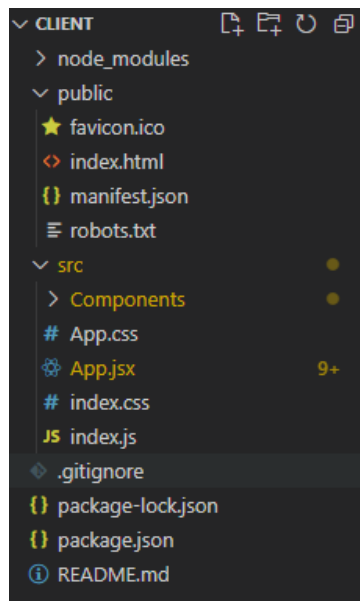 CLIENT
node_modules
public
favicon.ico
<> index.html
{} manifest.json
robots.txt
src
Components
# App.css
App.jsx 9+
# index.css
JS index.js
.gitignore
{} package-lock.json
{} package.json
README.md